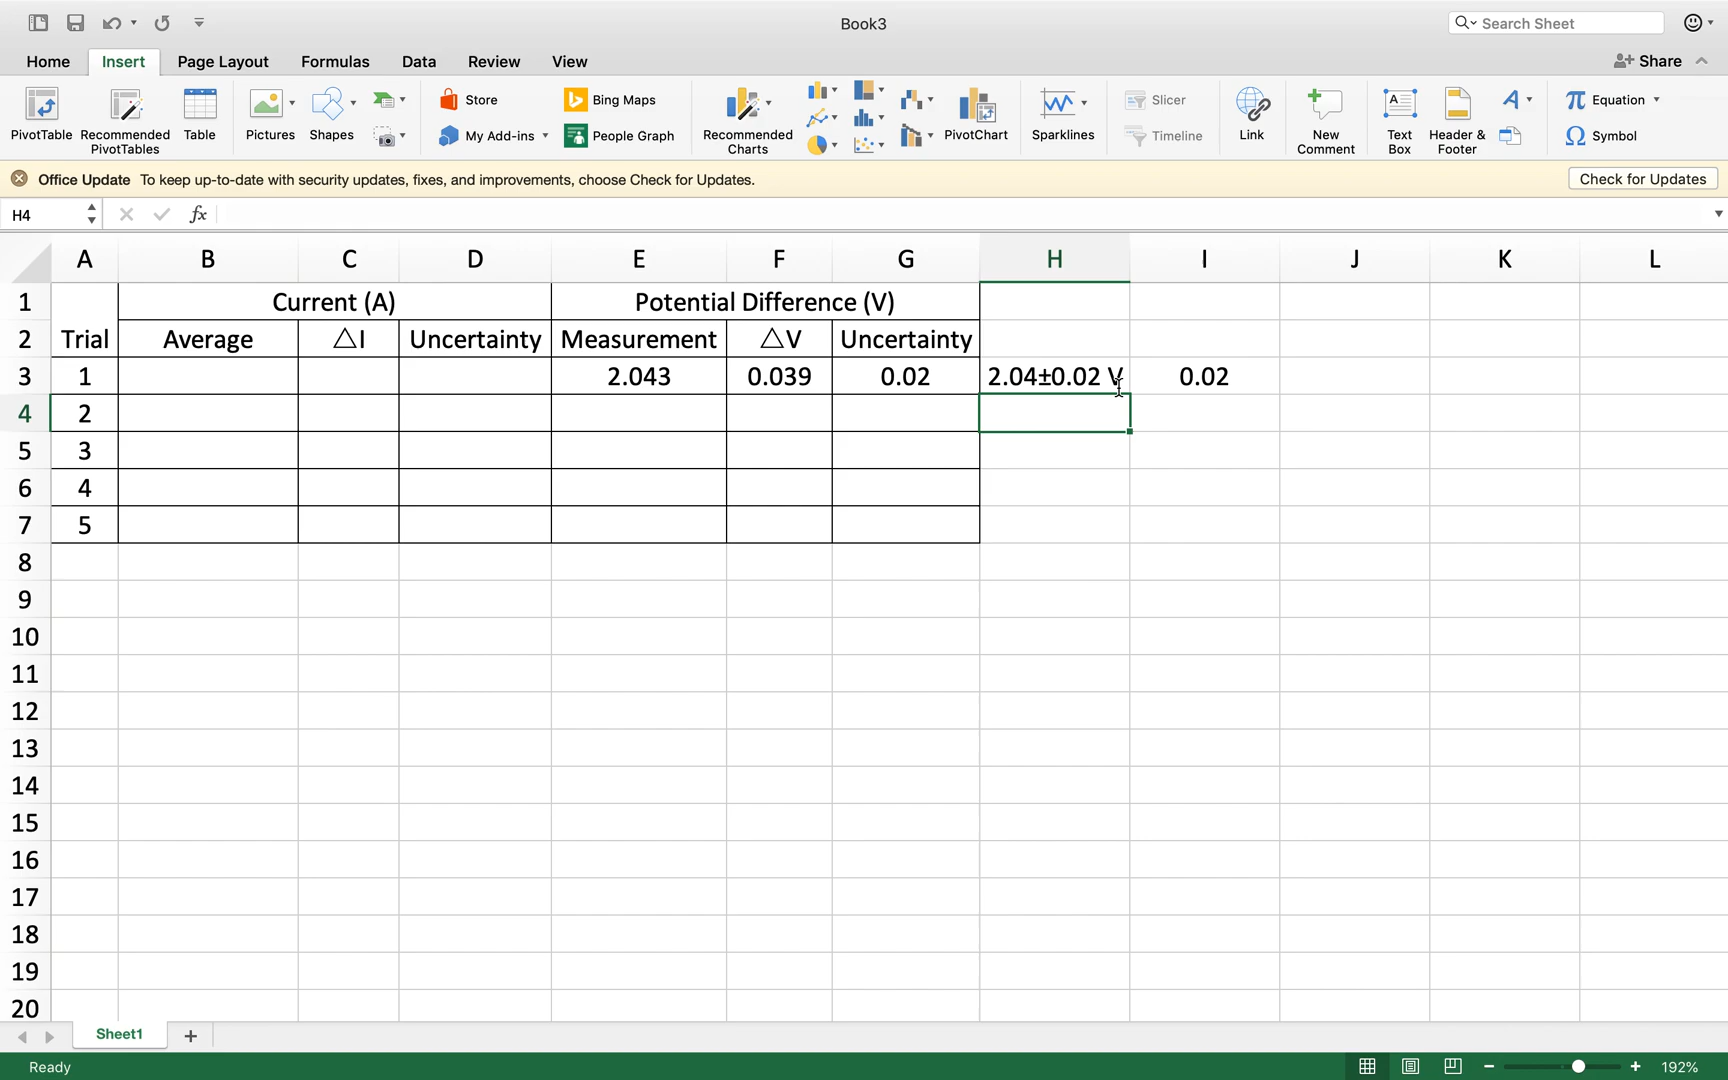 Book3
Search Sheet
Home Insert Page Layout Formulas Data Review View Share
PivotTable
Recommended PivotTables
Table
Pictures
Shapes
Store
My Add-ins
Bing Maps
People Graph
Recommended Charts
PivotChart
Sparklines
Slicer
Timeline
Link
New Comment
Text Box
Header & Footer
Equation
Symbol
Office Update To keep up-to-date with security updates, fixes, and improvements, choose Check for Updates. Check for Updates
H4 fx
A B C D E F G H I J K L
1 Current (A) Potential Difference (V)
2 Trial Average △I Uncertainty Measurement △V Uncertainty
3 1 2.043 0.039 0.02 2.04±0.02 V 0.02
4 2
5 3
6 4
7 5
8
9
10
11
12
13
14
15
16
17
18
19
20
Sheet1
Ready 192%